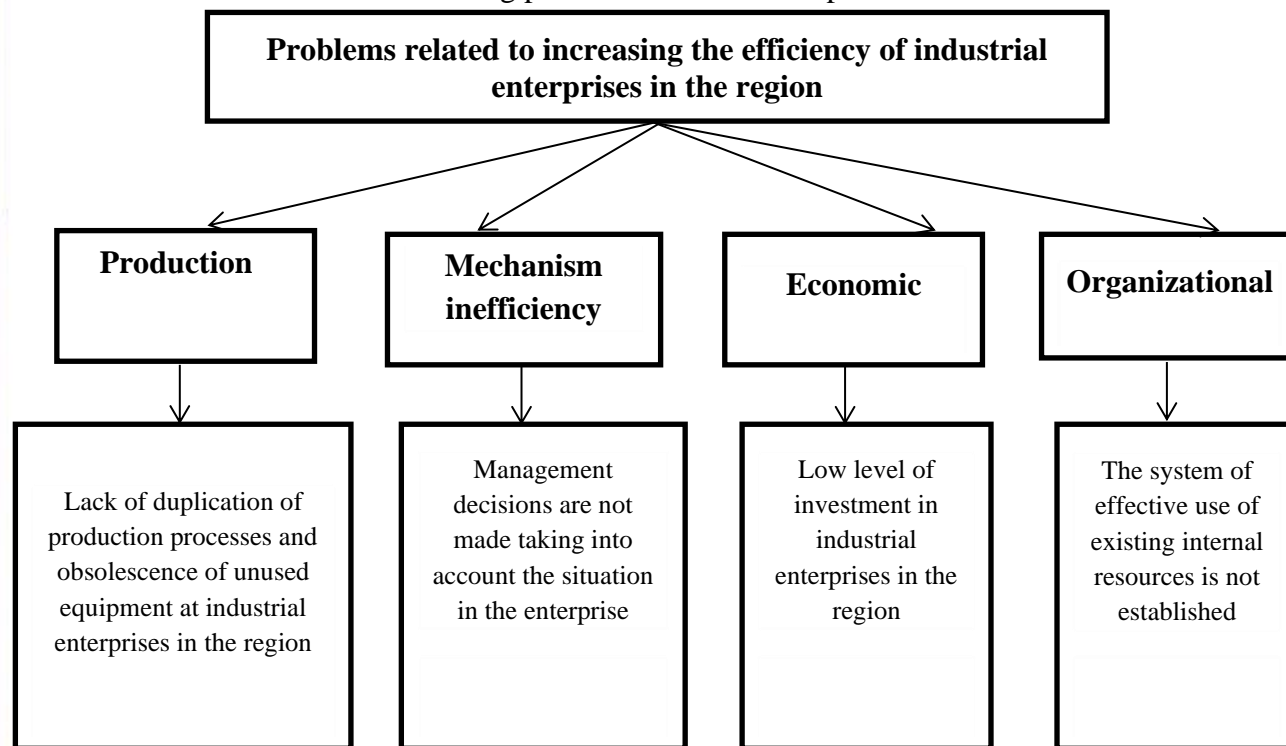 Problems related to increasing the efficiency of industrial
enterprises in the region
Production
Mechanism
inefficiency
Economic
Organizational
Lack of duplication of
production processes and
obsolescence of unused
equipment at industrial
enterprises in the region
Management
decisions are not
made taking into
account the situation
in the enterprise
Low level of
investment in
industrial
enterprises in the
region
The system of
effective use of
existing internal
resources is not
established